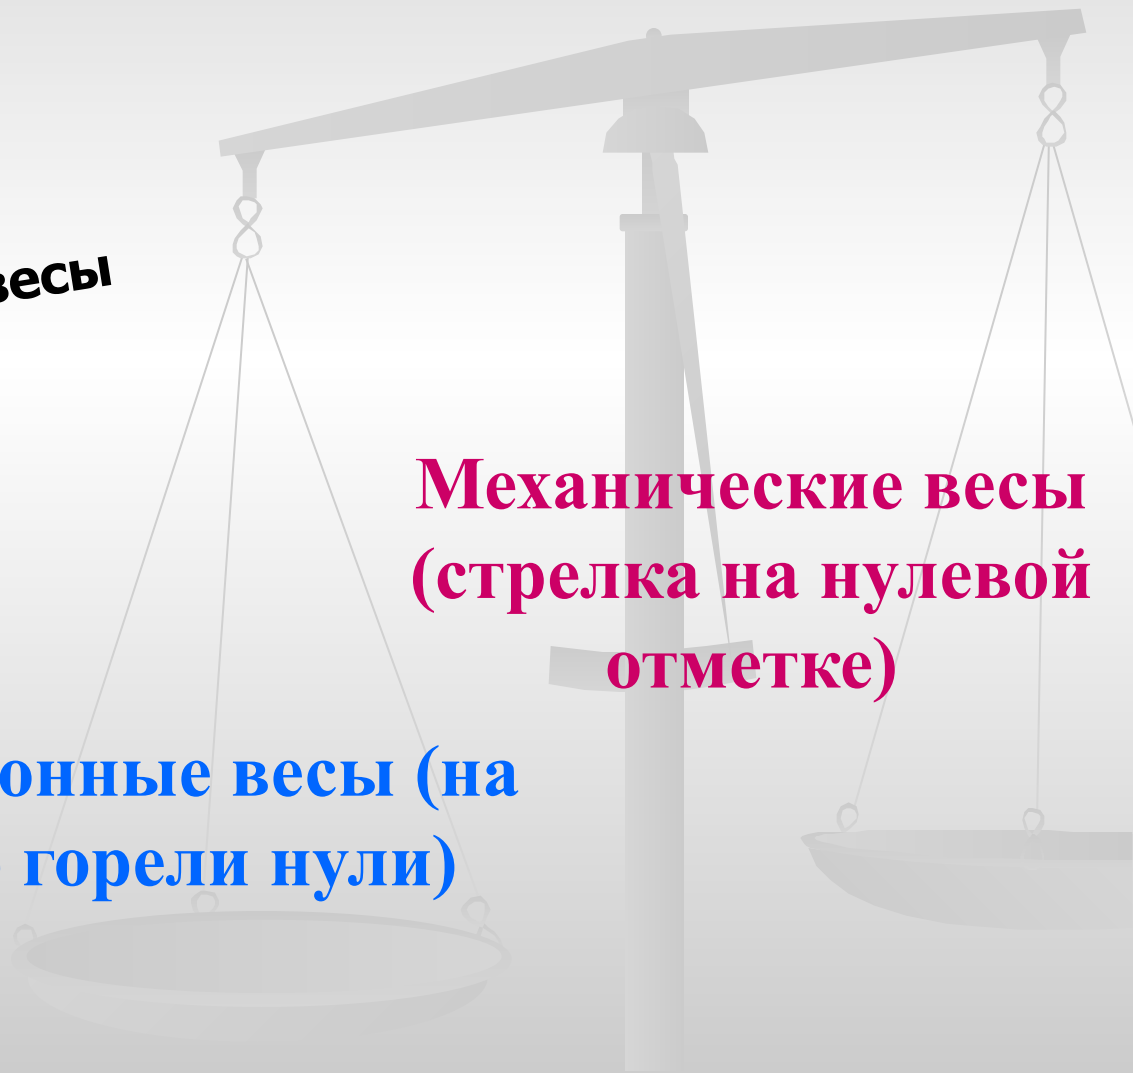 весы
Механические весы
(стрелка на нулевой
отметке)
онные весы (на
горели нули)